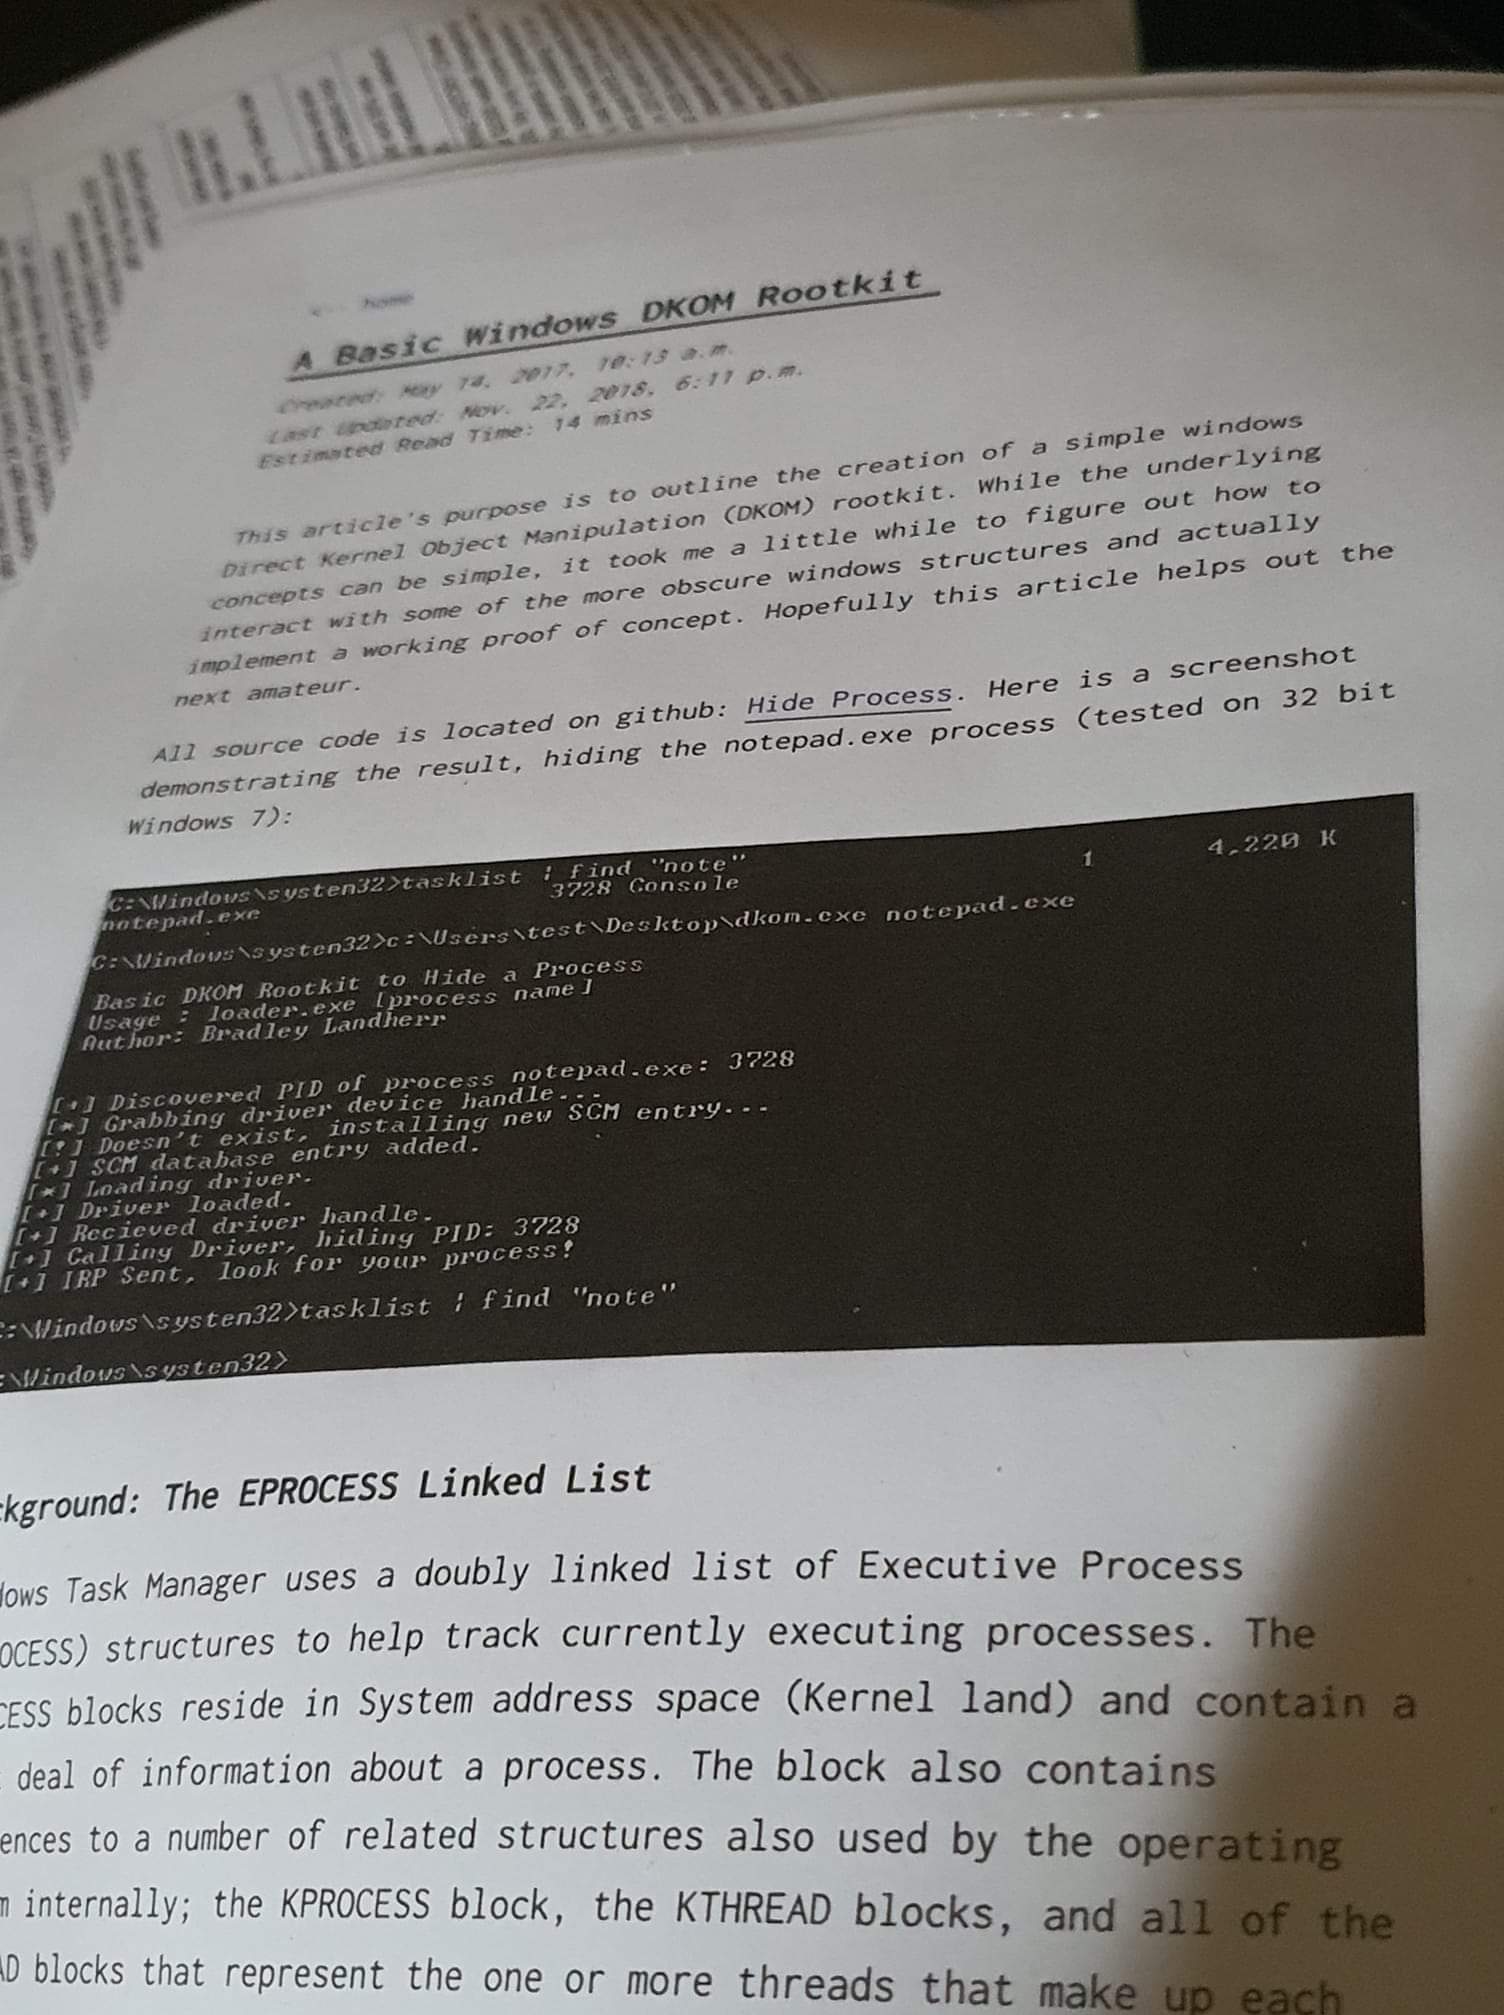 <-- home
A Basic Windows DKOM Rootkit
Created: May 14, 2017, 10:13 a.m.
Last Updated: Nov. 22, 2018, 6:11 p.m.
Estimated Read Time: 14 mins
This article's purpose is to outline the creation of a simple windows
Direct Kernel Object Manipulation (DKOM) rootkit. While the underlying
concepts can be simple, it took me a little while to figure out how to
interact with some of the more obscure windows structures and actually
implement a working proof of concept. Hopefully this article helps out the
next amateur.
All source code is located on github: Hide Process. Here is a screenshot
demonstrating the result, hiding the notepad.exe process (tested on 32 bit
Windows 7):
C:\Windows\system32>tasklist | find "note"
notepad.exe 3728 Console 1 4,220 K
C:\Windows\system32>c:\Users\test\Desktop\dkom.exe notepad.exe
Basic DKOM Rootkit to Hide a Process
Usage : loader.exe [process name]
Author: Bradley Landherr
[+] Discovered PID of process notepad.exe: 3728
[*] Grabbing driver device handle...
[!] Doesn't exist, installing new SCM entry...
[+] SCM database entry added.
[*] Loading driver.
[+] Driver loaded.
[+] Recieved driver handle.
[+] Calling Driver, hiding PID: 3728
[+] IRP Sent, look for your process!
C:\Windows\system32>tasklist | find "note"
:\Windows\system32>
ckground: The EPROCESS Linked List
dows Task Manager uses a doubly linked list of Executive Process
OCESS) structures to help track currently executing processes. The
CESS blocks reside in System address space (Kernel land) and contain a
deal of information about a process. The block also contains
ences to a number of related structures also used by the operating
m internally; the KPROCESS block, the KTHREAD blocks, and all of the
AD blocks that represent the one or more threads that make up each